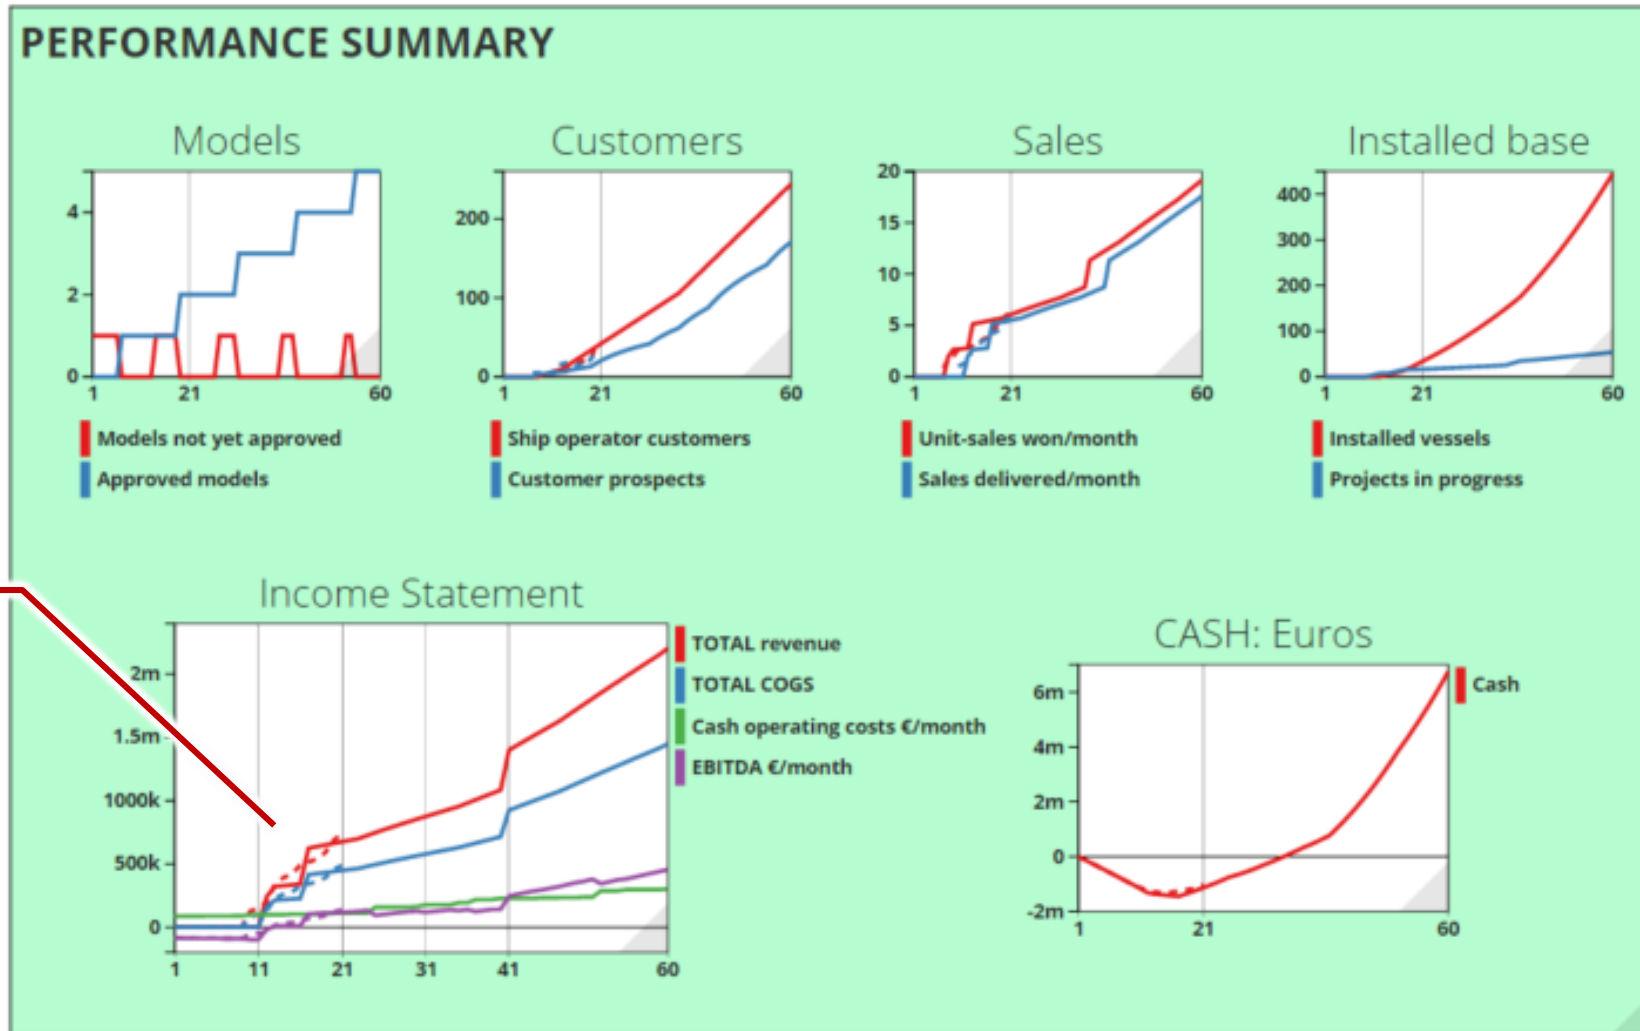 PERFORMANCE SUMMARY
Models
4
2
0
1 21 60
Models not yet approved
Approved models
Customers
200
100
0
1 21 60
Ship operator customers
Customer prospects
Sales
20
15
10
5
0
1 21 60
Unit-sales won/month
Sales delivered/month
Installed base
400
300
200
100
0
1 21 60
Installed vessels
Projects in progress
Income Statement
2m
1.5m
1000k
500k
0
1 11 21 31 41 60
TOTAL revenue
TOTAL COGS
Cash operating costs €/month
EBITDA €/month
CASH: Euros
6m
4m
2m
0
-2m
1 21 60
Cash